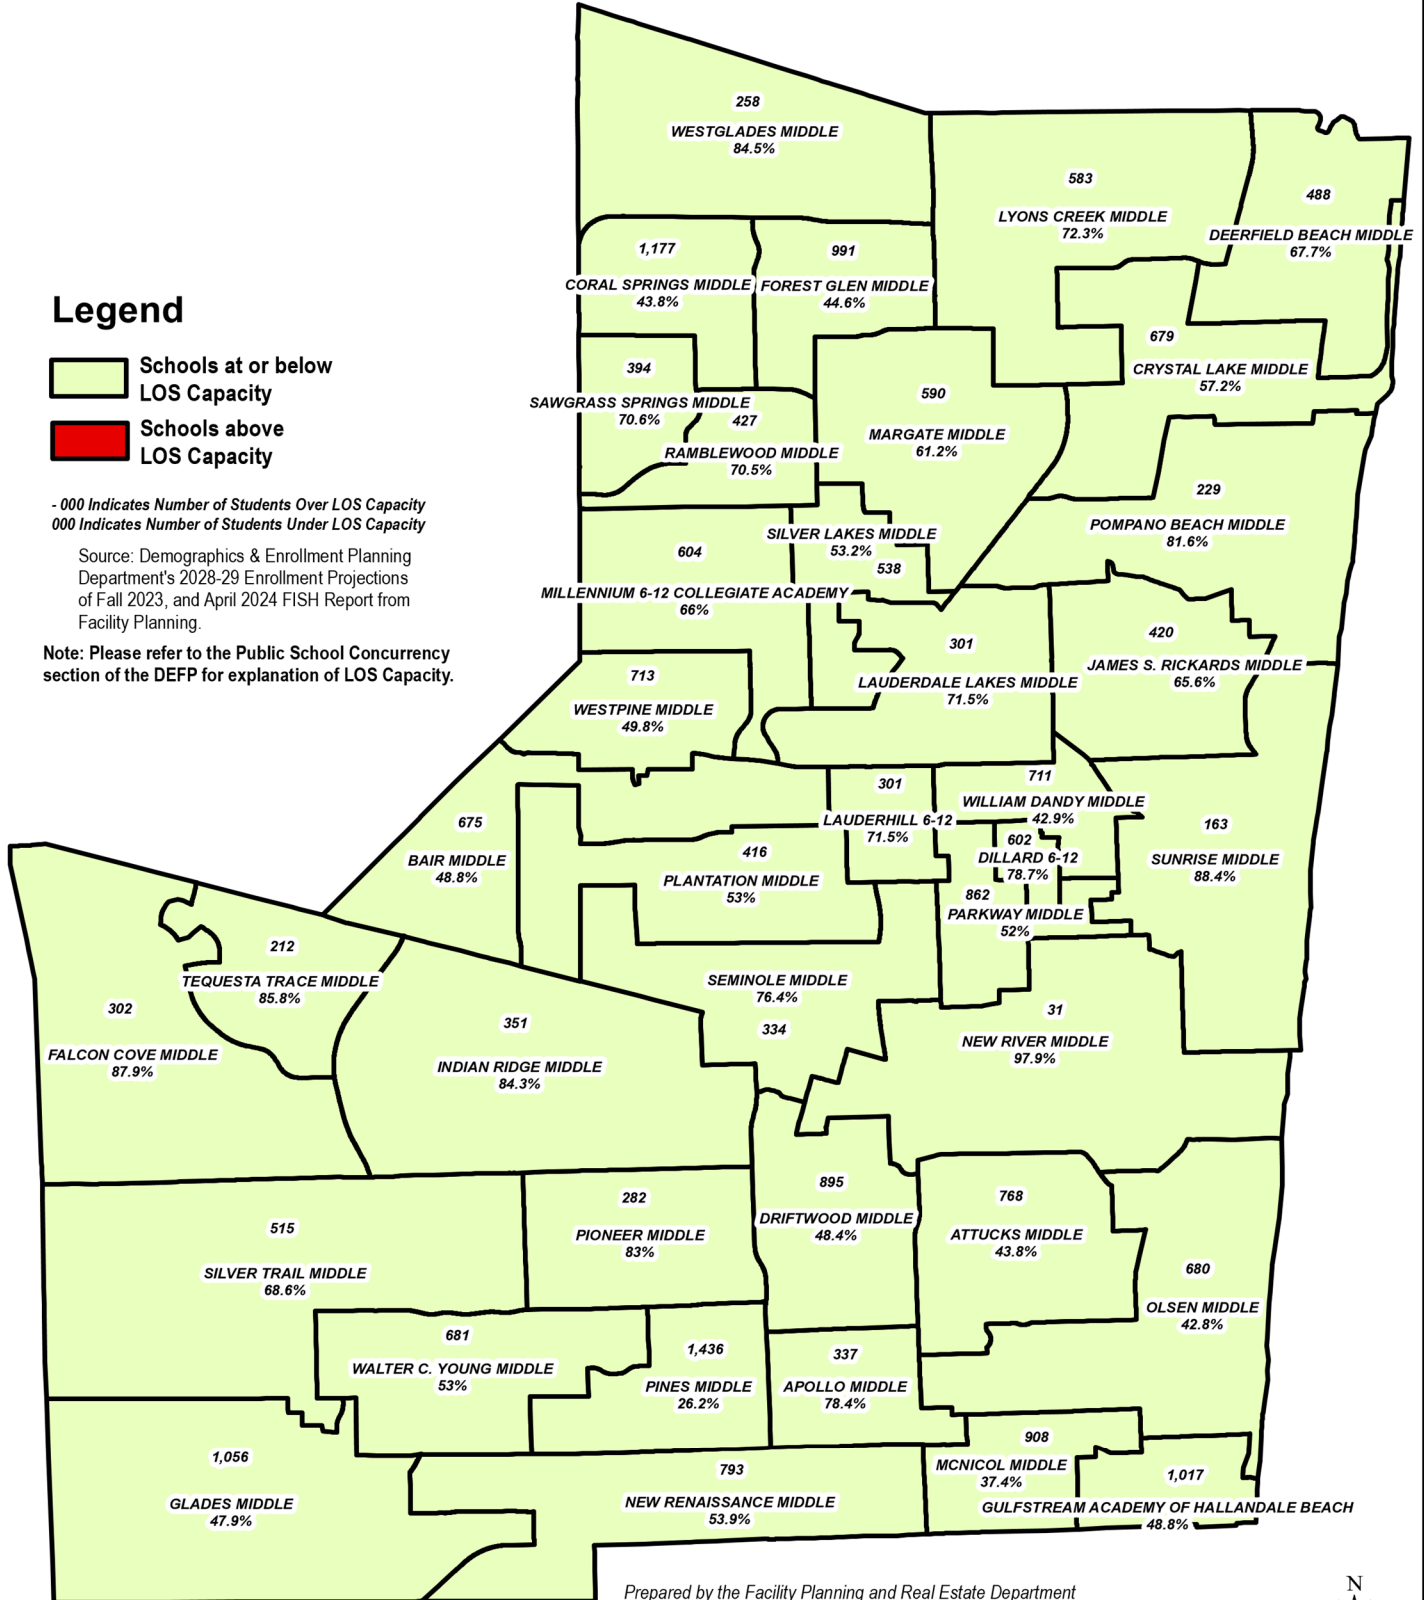 258
WESTGLADES MIDDLE
84.5%
583
LYONS CREEK MIDDLE
72.3%
488
DEERFIELD BEACH MIDDLE
67.7%
1,177
CORAL SPRINGS MIDDLE
43.8%
991
FOREST GLEN MIDDLE
44.6%
679
CRYSTAL LAKE MIDDLE
57.2%
Legend
Schools at or below
LOS Capacity
Schools above
LOS Capacity
- 000 Indicates Number of Students Over LOS Capacity
000 Indicates Number of Students Under LOS Capacity
Source: Demographics & Enrollment Planning
Department's 2028-29 Enrollment Projections
of Fall 2023, and April 2024 FISH Report from
Facility Planning.
Note: Please refer to the Public School Concurrency
section of the DEFP for explanation of LOS Capacity.
394
SAWGRASS SPRINGS MIDDLE
70.6%
427
RAMBLEWOOD MIDDLE
70.5%
590
MARGATE MIDDLE
61.2%
229
POMPANO BEACH MIDDLE
81.6%
SILVER LAKES MIDDLE
53.2%
538
604
MILLENNIUM 6-12 COLLEGIATE ACADEMY
66%
301
LAUDERDALE LAKES MIDDLE
71.5%
420
JAMES S. RICKARDS MIDDLE
65.6%
713
WESTPINE MIDDLE
49.8%
675
BAIR MIDDLE
48.8%
416
PLANTATION MIDDLE
53%
301
LAUDERHILL 6-12
71.5%
711
WILLIAM DANDY MIDDLE
42.9%
602
DILLARD 6-12
78.7%
862
PARKWAY MIDDLE
52%
163
SUNRISE MIDDLE
88.4%
212
TEQUESTA TRACE MIDDLE
85.8%
302
FALCON COVE MIDDLE
87.9%
351
INDIAN RIDGE MIDDLE
84.3%
SEMINOLE MIDDLE
76.4%
334
31
NEW RIVER MIDDLE
97.9%
515
SILVER TRAIL MIDDLE
68.6%
282
PIONEER MIDDLE
83%
895
DRIFTWOOD MIDDLE
48.4%
768
ATTUCKS MIDDLE
43.8%
680
OLSEN MIDDLE
42.8%
681
WALTER C. YOUNG MIDDLE
53%
1,436
PINES MIDDLE
26.2%
337
APOLLO MIDDLE
78.4%
1,056
GLADES MIDDLE
47.9%
793
NEW RENAISSANCE MIDDLE
53.9%
908
MCNICOL MIDDLE
37.4%
1,017
GULFSTREAM ACADEMY OF HALLANDALE BEACH
48.8%
Prepared by the Facility Planning and Real Estate Department
N